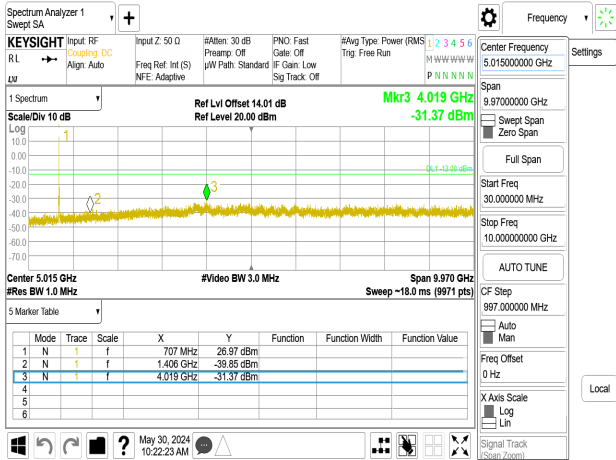 Spectrum Analyzer 1
Swept SA
+
Frequency
KEYSIGHT
RL
LXI
Input: RF
Coupling: DC
Align: Auto
Input Z: 50 Ω
Freq Ref: Int (S)
NFE: Adaptive
#Atten: 30 dB
Preamp: Off
µW Path: Standard
PNO: Fast
Gate: Off
IF Gain: Low
Sig Track: Off
#Avg Type: Power (RMS
Trig: Free Run
1 2 3 4 5 6
M W W W W W
P N N N N N
1 Spectrum
Scale/Div 10 dB
Ref Lvl Offset 14.01 dB
Ref Level 20.00 dBm
Mkr3 4.019 GHz
-31.37 dBm
Log
10.0
0.00
-10.0
-20.0
-30.0
-40.0
-50.0
-60.0
-70.0
1
2
3
DL1 -13.00 dBm
Center 5.015 GHz
#Video BW 3.0 MHz
Span 9.970 GHz
#Res BW 1.0 MHz
Sweep ~18.0 ms (9971 pts)
5 Marker Table
Mode Trace Scale X Y Function Function Width Function Value
1 N 1 f 707 MHz 26.97 dBm
2 N 1 f 1.406 GHz -39.85 dBm
3 N 1 f 4.019 GHz -31.37 dBm
4
5
6
?
May 30, 2024
10:22:23 AM
Center Frequency
5.015000000 GHz
Settings
Span
9.97000000 GHz
Swept Span
Zero Span
Full Span
Start Freq
30.000000 MHz
Stop Freq
10.000000000 GHz
AUTO TUNE
CF Step
997.000000 MHz
Auto
Man
Freq Offset
0 Hz
Local
X Axis Scale
Log
Lin
Signal Track
(Span Zoom)